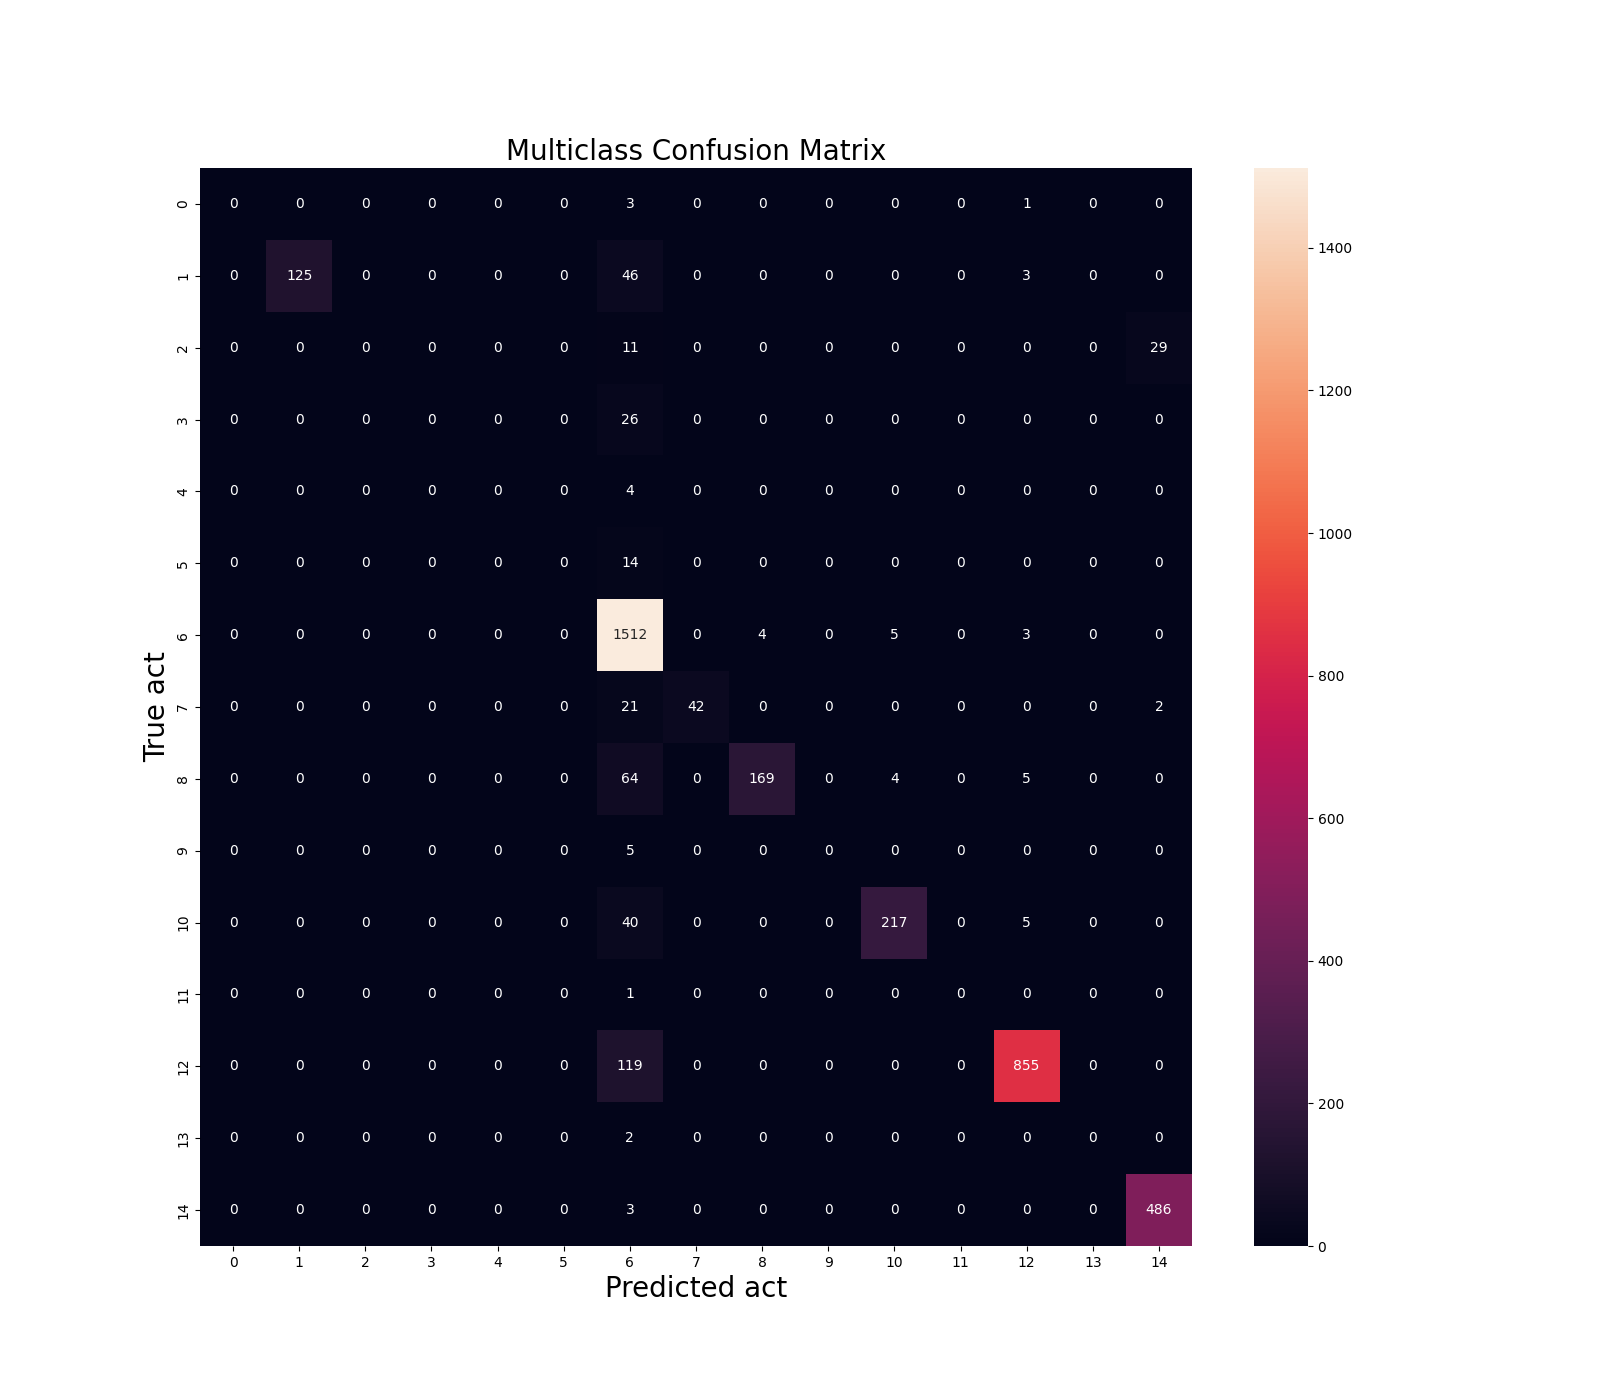 Multiclass Confusion Matrix
0 0 0 0 0 0 0 3 0 0 0 0 0 1 0 0
1 0 125 0 0 0 0 46 0 0 0 0 0 3 0 0
2 0 0 0 0 0 0 11 0 0 0 0 0 0 0 29
3 0 0 0 0 0 0 26 0 0 0 0 0 0 0 0
4 0 0 0 0 0 0 4 0 0 0 0 0 0 0 0
5 0 0 0 0 0 0 14 0 0 0 0 0 0 0 0
6 0 0 0 0 0 0 1512 0 4 0 5 0 3 0 0
7 0 0 0 0 0 0 21 42 0 0 0 0 0 0 2
8 0 0 0 0 0 0 64 0 169 0 4 0 5 0 0
9 0 0 0 0 0 0 5 0 0 0 0 0 0 0 0
10 0 0 0 0 0 0 40 0 0 0 217 0 5 0 0
11 0 0 0 0 0 0 1 0 0 0 0 0 0 0 0
12 0 0 0 0 0 0 119 0 0 0 0 0 855 0 0
13 0 0 0 0 0 0 2 0 0 0 0 0 0 0 0
14 0 0 0 0 0 0 3 0 0 0 0 0 0 0 486
0 1 2 3 4 5 6 7 8 9 10 11 12 13 14
True act
Predicted act
1400
1200
1000
800
600
400
200
0